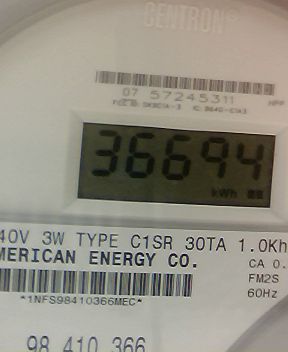 CENTRON®
07 57245311
HPP
36694
kWh
40V 3W TYPE C1SR 30TA 1.0Kh
MERICAN ENERGY CO.
CA 0.
FM2S
60Hz
*1NFS98410366MEC*
98 410 366